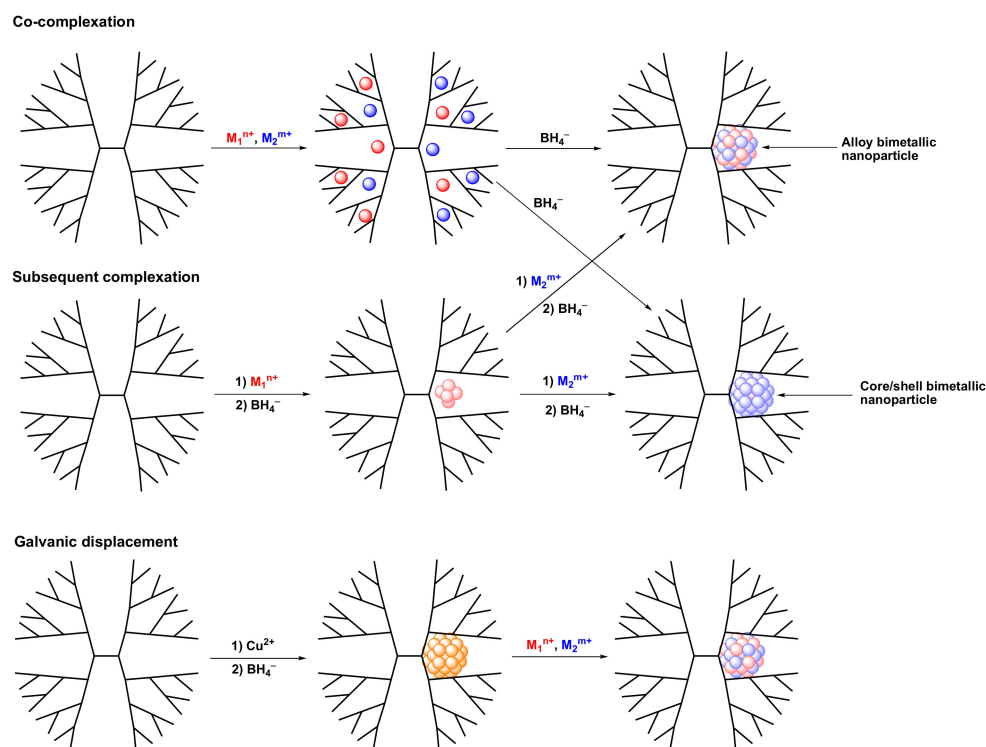 Co-complexation
M₁ⁿ⁺, M₂ᵐ⁺
BH₄⁻
Alloy bimetallic
nanoparticle
BH₄⁻
Subsequent complexation
1) M₂ᵐ⁺
2) BH₄⁻
1) M₁ⁿ⁺
2) BH₄⁻
1) M₂ᵐ⁺
2) BH₄⁻
Core/shell bimetallic
nanoparticle
Galvanic displacement
1) Cu²⁺
2) BH₄⁻
M₁ⁿ⁺, M₂ᵐ⁺